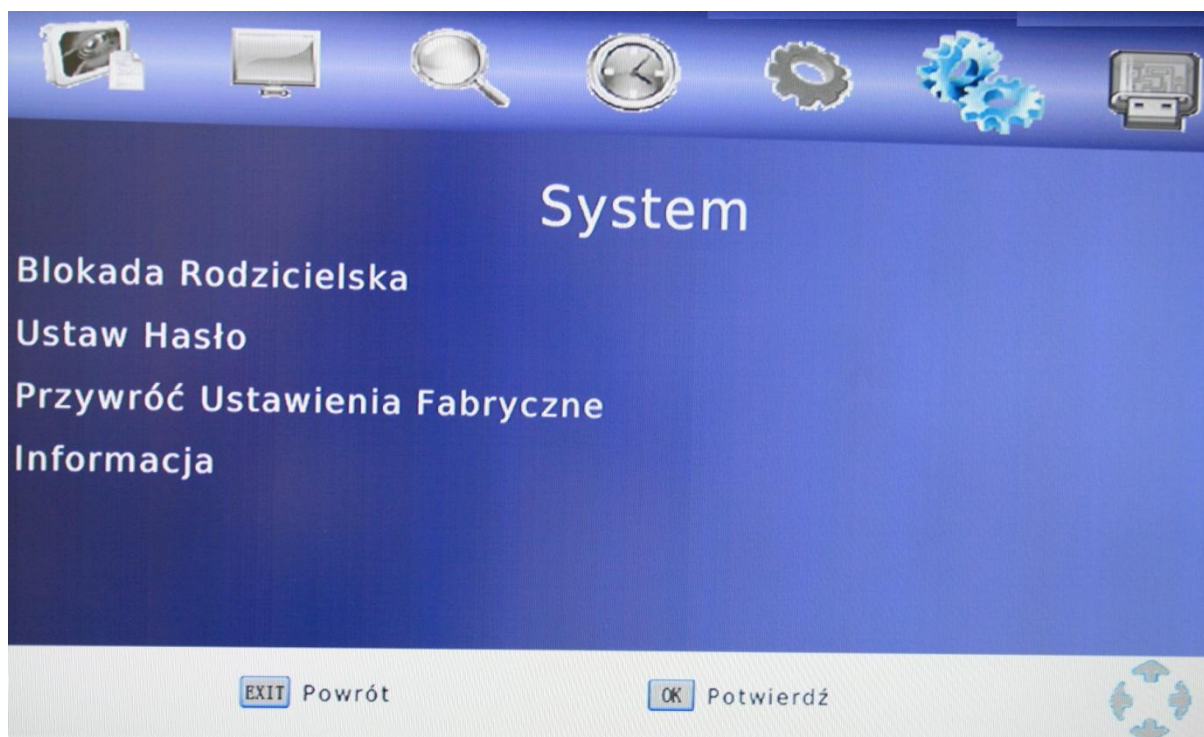 System
Blokada Rodzicielska
Ustaw Hasło
Przywróć Ustawienia Fabryczne
Informacja
EXIT Powrót
OK Potwierdź